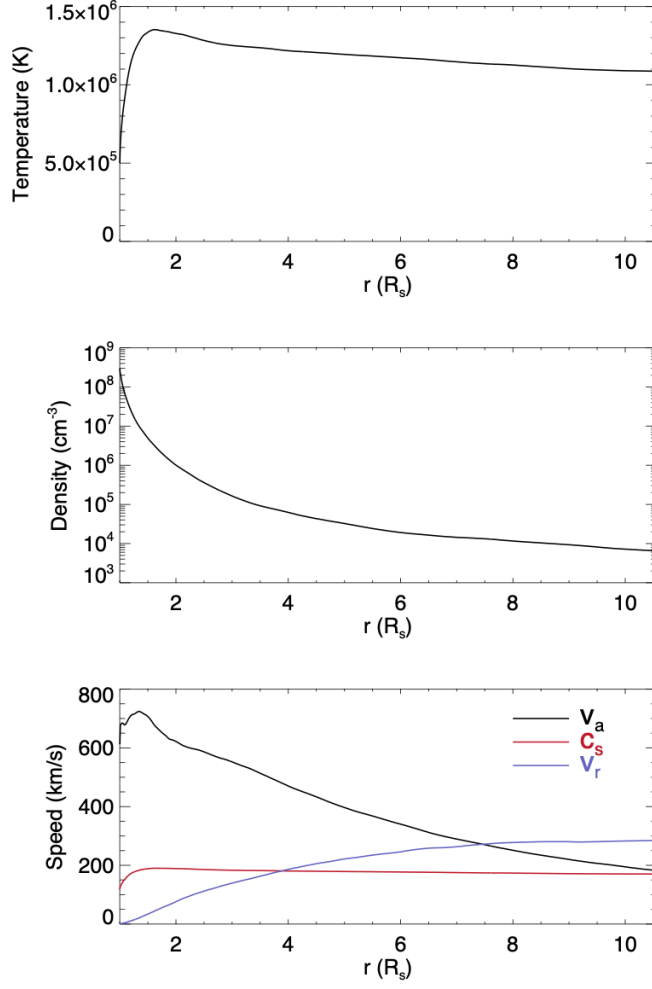 Temperature (K)
1.5×10⁶
1.0×10⁶
5.0×10⁵
0
2 4 6 8 10
r (Rₛ)
Density (cm⁻³)
10⁹
10⁸
10⁷
10⁶
10⁵
10⁴
10³
2 4 6 8 10
r (Rₛ)
Speed (km/s)
800
600
400
200
0
Vₐ
Cₛ
Vᵣ
2 4 6 8 10
r (Rₛ)